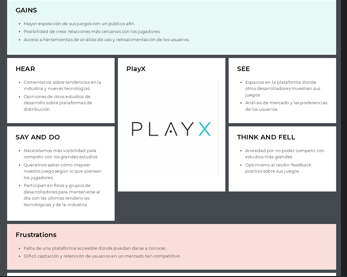 GAINS
Mayor exposición de sus juegos con un público afín.
Posibilidad de crear relaciones más cercanas con los jugadores
Acceso a herramientas de análisis de uso y retroalimentación de los usuarios
HEAR
Comentarios sobre tendencias en la
industria y nuevas tecnologías
Opiniones de otros estudios de
desarrollo sobre plataformas de
distribución
PlayX
PLAYX
SEE
Espacios en la plataforma donde
otros desarrolladores muestran sus
juegos.
Análisis de mercado y las preferencias
de los usuarios
SAY AND DO
Necesitamos más visibilidad para
competir con los grandes estudios
Queremos saber cómo mejorar
nuestro juego según lo que piensan
los jugadores
Participan en foros y grupos de
desarrolladores para mantenerse al
día con las últimas tendencias
tecnológicas y de la industria
THINK AND FELL
Ansiedad por no poder competir con
estudios más grandes
Optimismo al recibir feedback
positivo sobre sus juegos
Frustrations
Falta de una plataforma accesible donde puedan darse a conocer
Difícil captación y retención de usuarios en un mercado tan competitivo